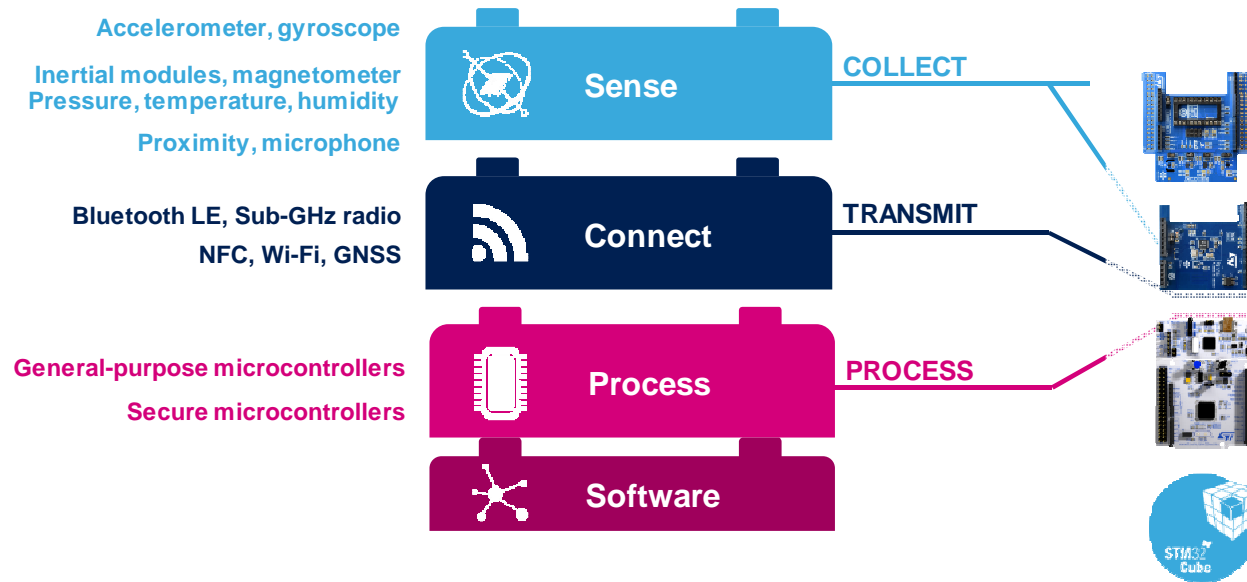 Accelerometer, gyroscope
Inertial modules, magnetometer
Pressure, temperature, humidity
Proximity, microphone
Sense
COLLECT
Bluetooth LE, Sub-GHz radio
NFC, Wi-Fi, GNSS
Connect
TRANSMIT
General-purpose microcontrollers
Secure microcontrollers
Process
PROCESS
Software
STM32
Cube